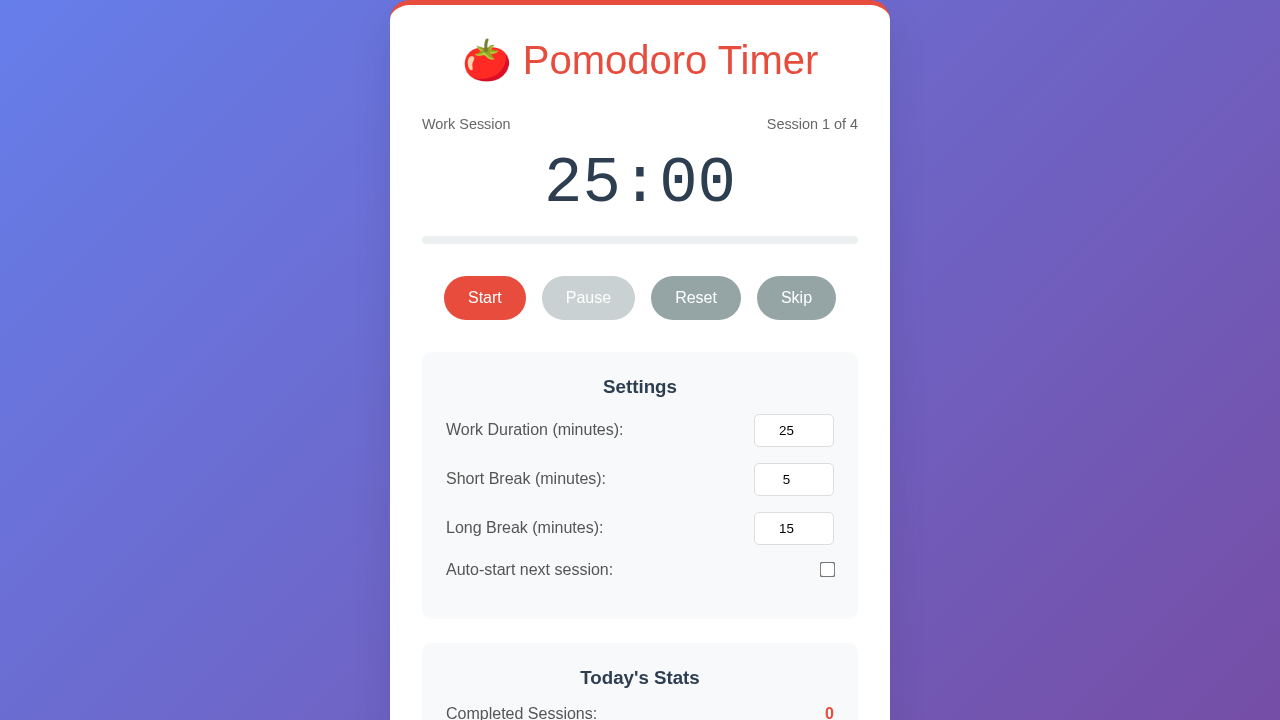 🍅 Pomodoro Timer
Work Session Session 1 of 4
25:00
Start Pause Reset Skip
Settings
Work Duration (minutes): 25
Short Break (minutes): 5
Long Break (minutes): 15
Auto-start next session:
Today's Stats
Completed Sessions: 0